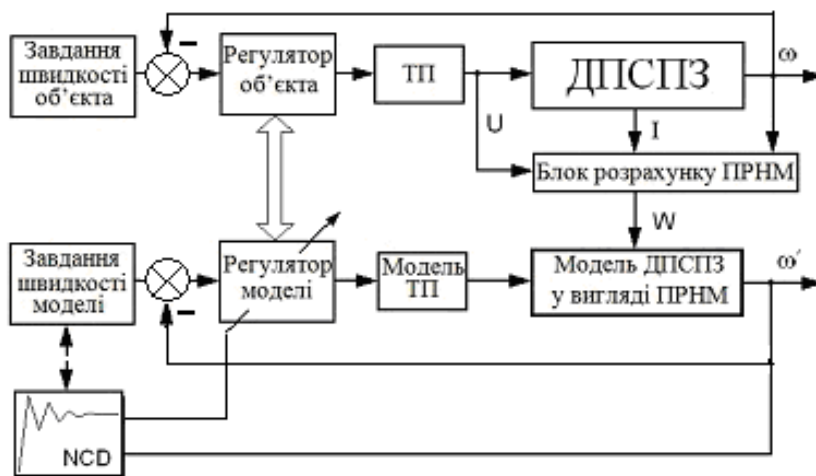 Завдання
швидкості
об’єкта
Регулятор
об’єкта
ТП
ДПСПЗ
ω
U
I
Блок розрахунку ПРНМ
W
Завдання
швидкості
моделі
Регулятор
моделі
Модель
ТП
Модель ДПСПЗ
у вигляді ПРНМ
ω′
NCD